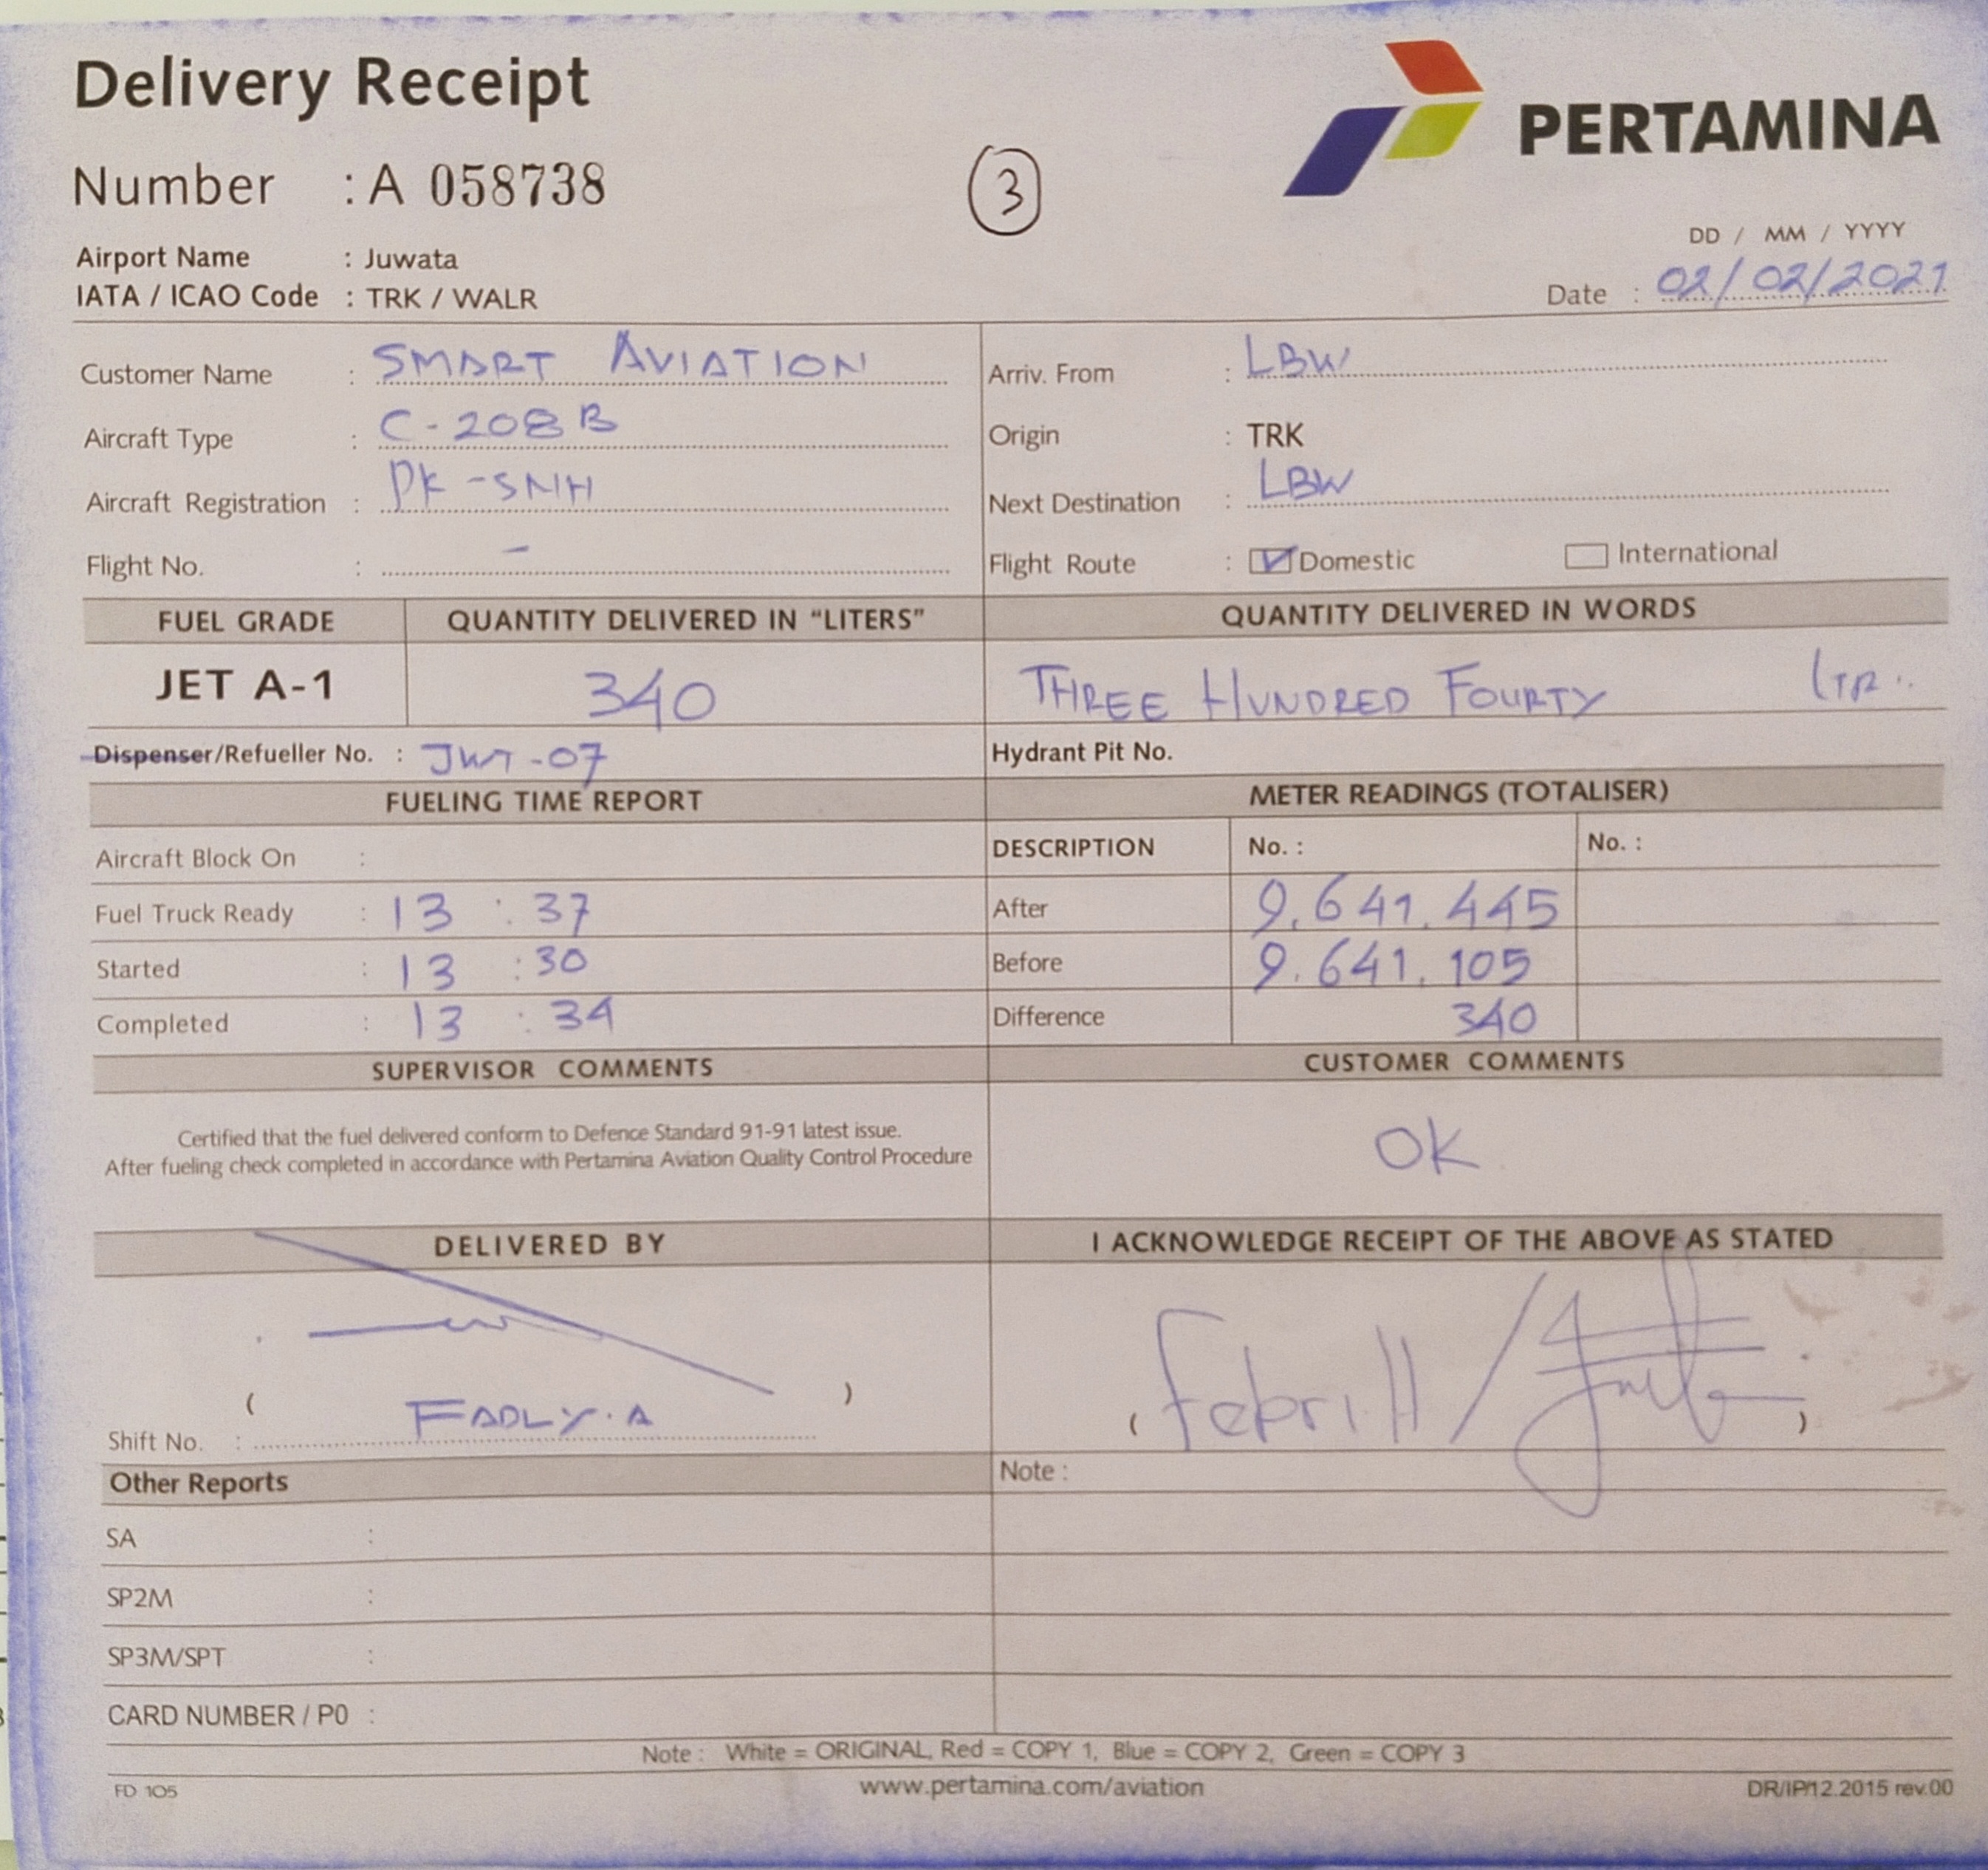 Delivery Receipt
PERTAMINA
Number : A 058738
3
Airport Name : Juwata
IATA / ICAO Code : TRK / WALR
DD / MM / YYYY
Date : 02/02/2021
Customer Name : SMART AVIATION
Arriv. From : LBW
Aircraft Type : C-208B
Origin : TRK
Aircraft Registration : PK-SNH
Next Destination : LBW
Flight No. : -
Flight Route : Domestic International
FUEL GRADE QUANTITY DELIVERED IN “LITERS” QUANTITY DELIVERED IN WORDS
JET A-1 340 THREE HUNDRED FOURTY LTR..
Dispenser/Refueller No. : JWT-07 Hydrant Pit No.
FUELING TIME REPORT METER READINGS (TOTALISER)
Aircraft Block On : DESCRIPTION No. : No. :
Fuel Truck Ready : 13 : 37 After 9.641.445
Started : 13 : 30 Before 9.641.105
Completed : 13 : 34 Difference 340
SUPERVISOR COMMENTS CUSTOMER COMMENTS
Certified that the fuel delivered conform to Defence Standard 91-91 latest issue.
After fueling check completed in accordance with Pertamina Aviation Quality Control Procedure
OK
DELIVERED BY I ACKNOWLEDGE RECEIPT OF THE ABOVE AS STATED
( FADLY.A ) ( Febrill / )
Shift No. :
Other Reports Note :
SA :
SP2M :
SP3M/SPT :
CARD NUMBER / P0 :
Note : White = ORIGINAL, Red = COPY 1, Blue = COPY 2, Green = COPY 3
FD 105 www.pertamina.com/aviation DR/IP/12.2015 rev.00